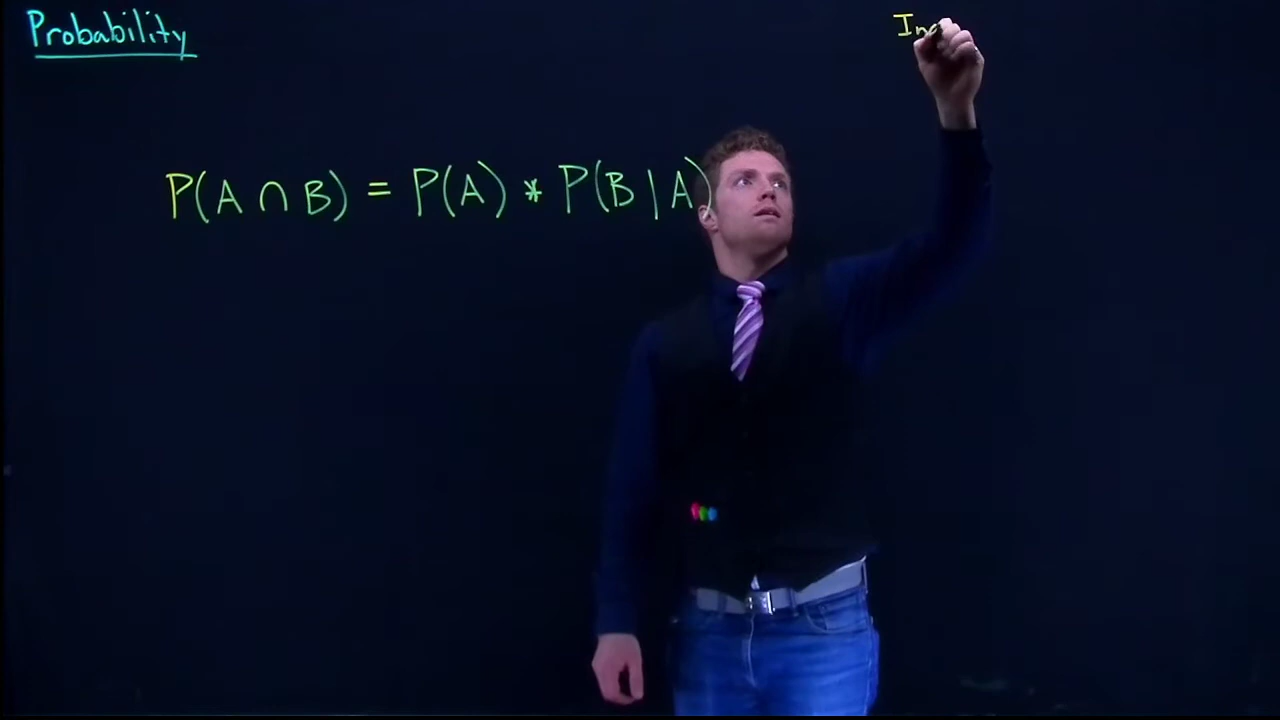 Probability
P(A ∩ B) = P(A) * P(B | A)